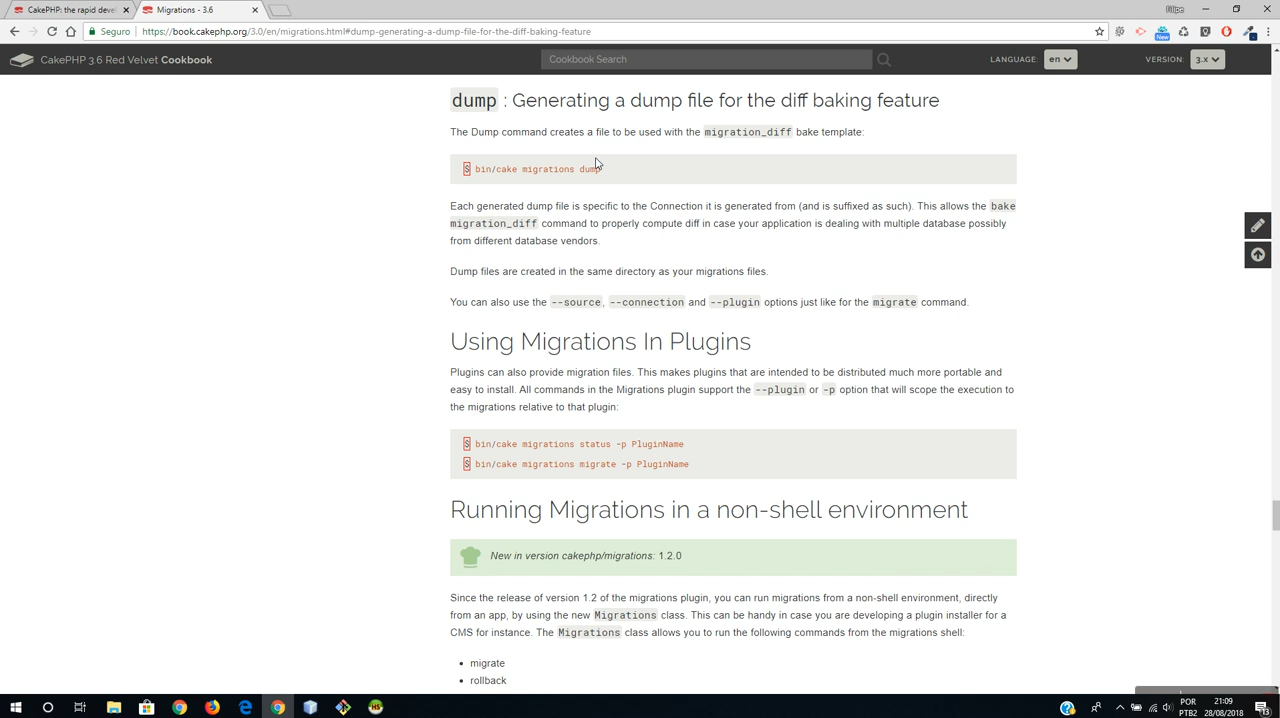 CakePHP: the rapid deve
Migrations - 3.6
Filipe
Seguro
https://book.cakephp.org/3.0/en/migrations.html#dump-generating-a-dump-file-for-the-diff-baking-feature
New
CakePHP 3.6 Red Velvet Cookbook
Cookbook Search
LANGUAGE: en
VERSION: 3.x
dump : Generating a dump file for the diff baking feature
The Dump command creates a file to be used with the migration_diff bake template:
$ bin/cake migrations dump
Each generated dump file is specific to the Connection it is generated from (and is suffixed as such). This allows the bake
migration_diff command to properly compute diff in case your application is dealing with multiple database possibly
from different database vendors.
Dump files are created in the same directory as your migrations files.
You can also use the --source, --connection and --plugin options just like for the migrate command.
Using Migrations In Plugins
Plugins can also provide migration files. This makes plugins that are intended to be distributed much more portable and
easy to install. All commands in the Migrations plugin support the --plugin or -p option that will scope the execution to
the migrations relative to that plugin:
$ bin/cake migrations status -p PluginName
$ bin/cake migrations migrate -p PluginName
Running Migrations in a non-shell environment
New in version cakephp/migrations: 1.2.0
Since the release of version 1.2 of the migrations plugin, you can run migrations from a non-shell environment, directly
from an app, by using the new Migrations class. This can be handy in case you are developing a plugin installer for a
CMS for instance. The Migrations class allows you to run the following commands from the migrations shell:
• migrate
• rollback
HS
POR
PTB2
21:09
28/08/2018
13